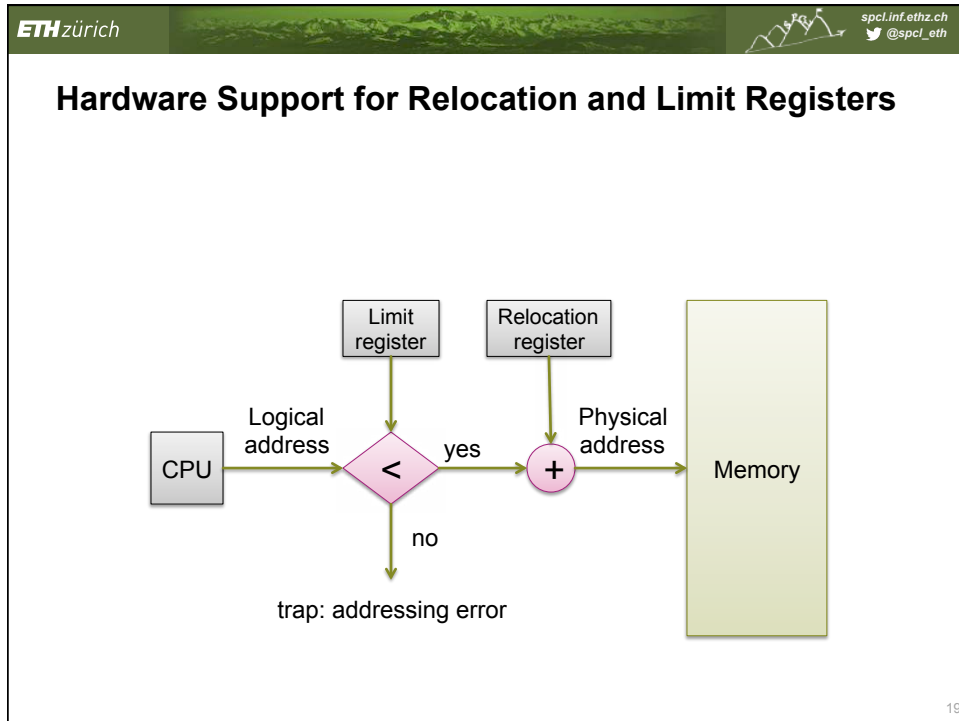 ETH zürich
spcl.inf.ethz.ch
@spcl_eth
Hardware Support for Relocation and Limit Registers
Limit
register
Relocation
register
Logical
address
Physical
address
CPU
<
yes
+
Memory
no
trap: addressing error
19